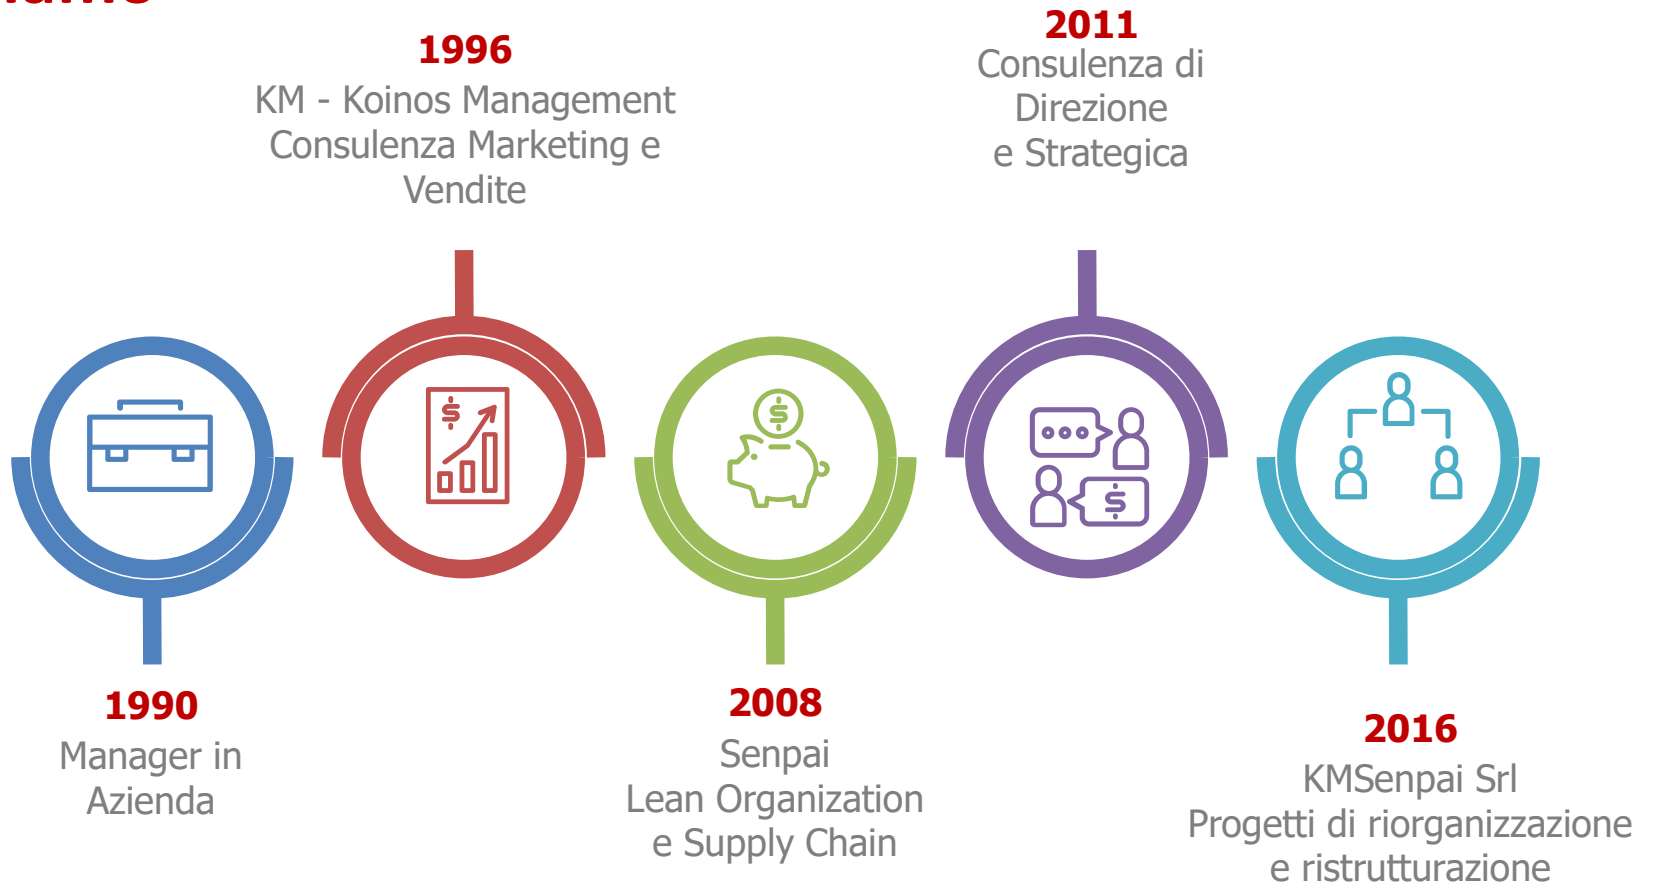 1996
KM - Koinos Management
Consulenza Marketing e
Vendite
2011
Consulenza di
Direzione
e Strategica
$
$
$
1990
Manager in
Azienda
2008
Senpai
Lean Organization
e Supply Chain
2016
KMSenpai Srl
Progetti di riorganizzazione
e ristrutturazione